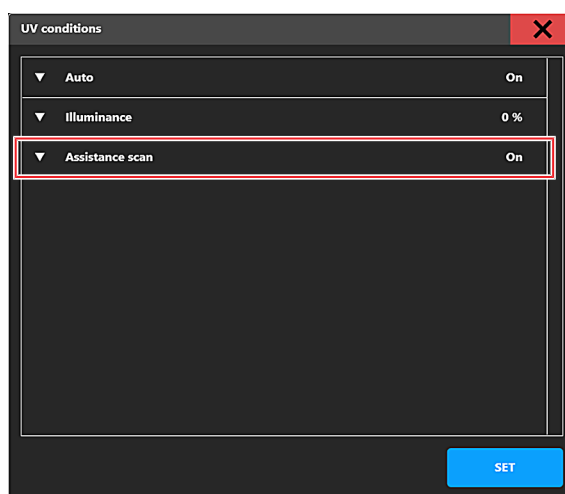 UV conditions
Auto On
Illuminance 0 %
Assistance scan On
SET